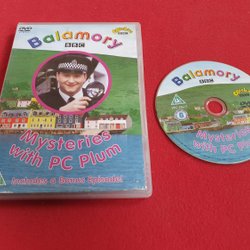 DVD
Balamory
BBC
Mysteries
with PC Plum
Includes a Bonus Episode!
U
Balamory
BBC
U
Mysteries
with PC Plum